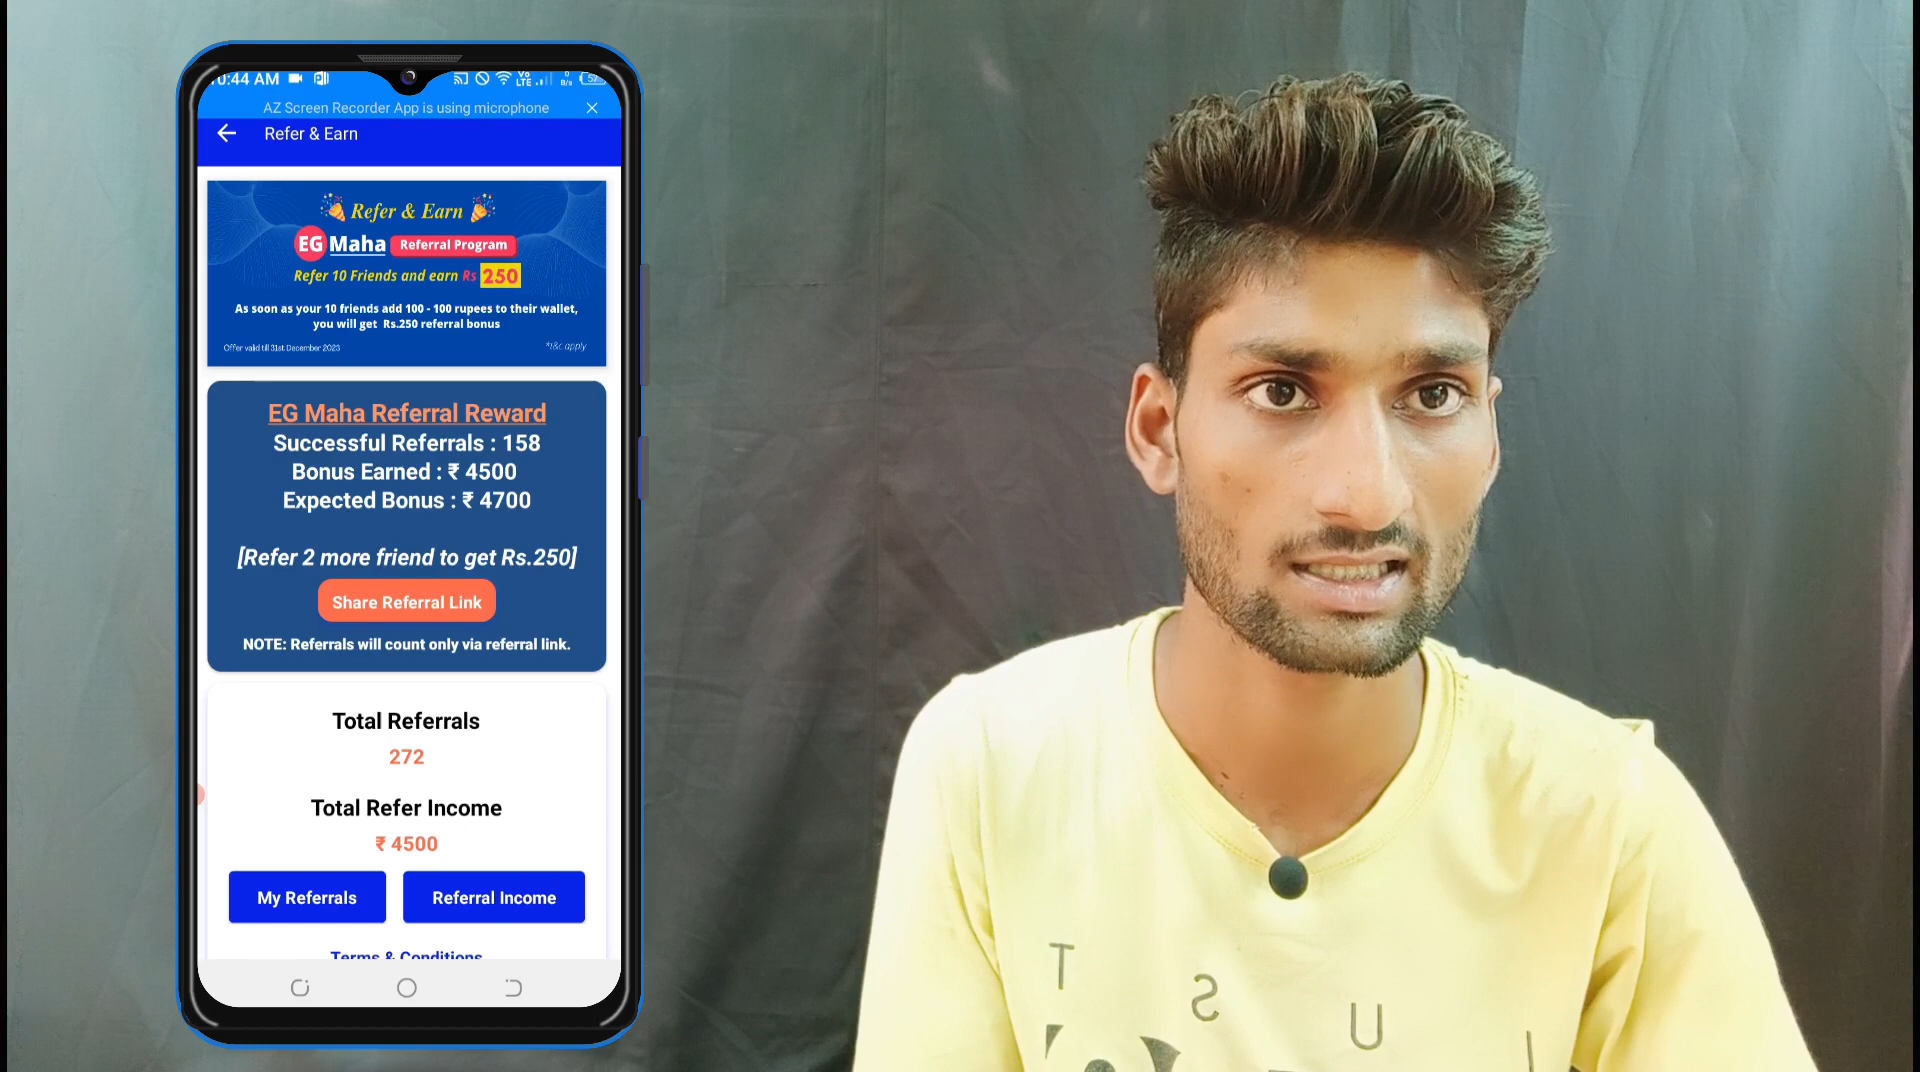 10:44 AM
VO
LTE
0
B/s
57
AZ Screen Recorder App is using microphone
Refer & Earn
Refer & Earn
EG Maha Referral Program
Refer 10 Friends and earn Rs 250
As soon as your 10 friends add 100 - 100 rupees to their wallet,
you will get Rs.250 referral bonus
Offer valid till 31st December 2023
*t&c apply
EG Maha Referral Reward
Successful Referrals : 158
Bonus Earned : ₹ 4500
Expected Bonus : ₹ 4700
[Refer 2 more friend to get Rs.250]
Share Referral Link
NOTE: Referrals will count only via referral link.
Total Referrals
272
Total Refer Income
₹ 4500
My Referrals
Referral Income
Terms & Conditions
T S U